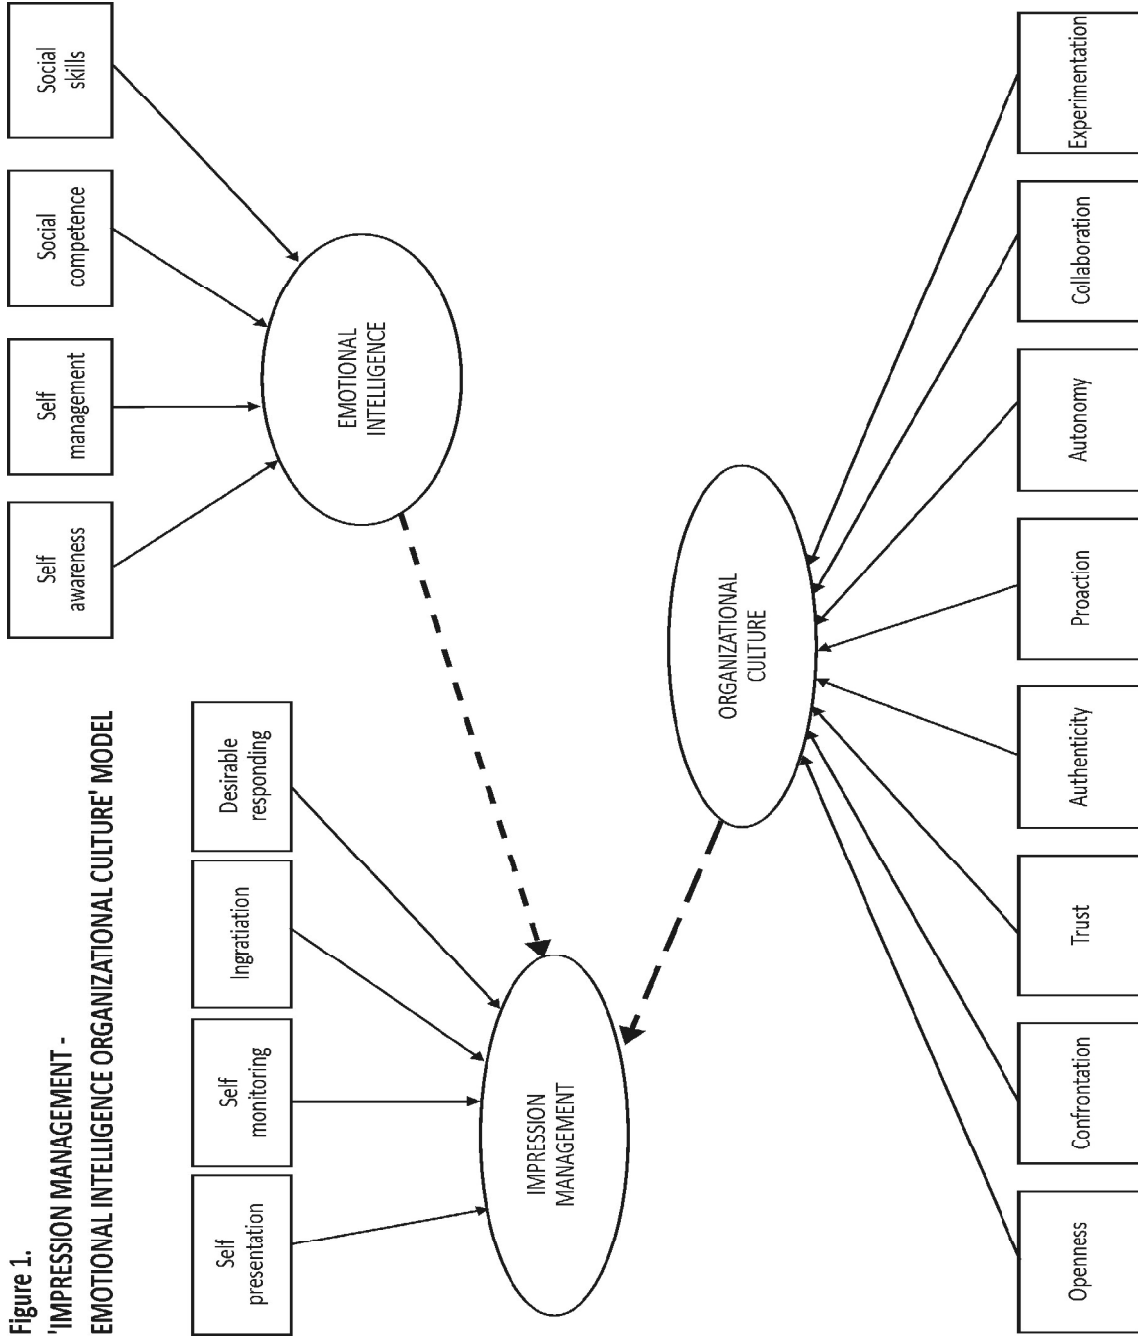 Figure 1.
'IMPRESSION MANAGEMENT -
EMOTIONAL INTELLIGENCE ORGANIZATIONAL CULTURE' MODEL
Self
presentation
Self
monitoring
Ingratiation
Desirable
responding
Self
awareness
Self
management
Social
competence
Social
skills
IMPRESSION
MANAGEMENT
EMOTIONAL
INTELLIGENCE
ORGANIZATIONAL
CULTURE
Openness
Confrontation
Trust
Authenticity
Proaction
Autonomy
Collaboration
Experimentation